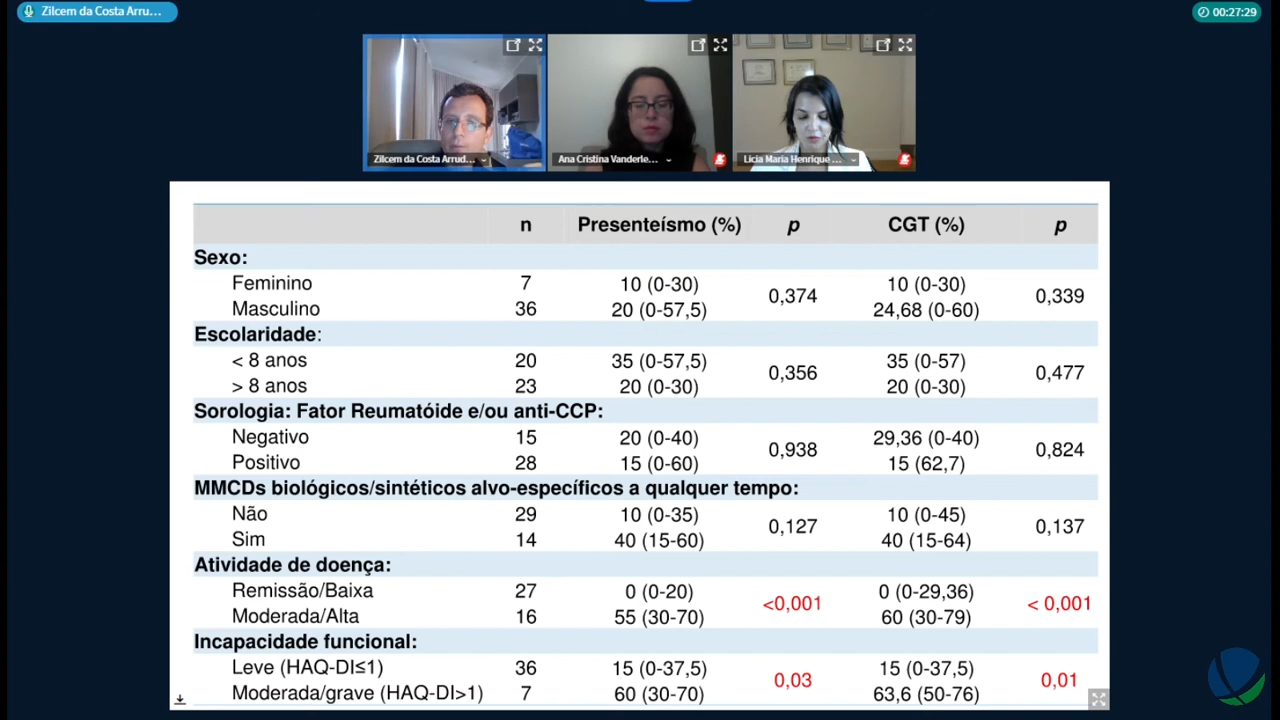 Zilcem da Costa Arru...
00:27:29
Zilcem da Costa Arrud...
Ana Cristina Vanderle...
Licia Maria Henrique ...
n Presenteísmo (%) p CGT (%) p
Sexo:
Feminino 7 10 (0-30) 10 (0-30)
0,374 0,339
Masculino 36 20 (0-57,5) 24,68 (0-60)
Escolaridade:
< 8 anos 20 35 (0-57,5) 35 (0-57)
0,356 0,477
> 8 anos 23 20 (0-30) 20 (0-30)
Sorologia: Fator Reumatóide e/ou anti-CCP:
Negativo 15 20 (0-40) 29,36 (0-40)
0,938 0,824
Positivo 28 15 (0-60) 15 (62,7)
MMCDs biológicos/sintéticos alvo-específicos a qualquer tempo:
Não 29 10 (0-35) 10 (0-45)
0,127 0,137
Sim 14 40 (15-60) 40 (15-64)
Atividade de doença:
Remissão/Baixa 27 0 (0-20) 0 (0-29,36)
<0,001 < 0,001
Moderada/Alta 16 55 (30-70) 60 (30-79)
Incapacidade funcional:
Leve (HAQ-DI≤1) 36 15 (0-37,5) 15 (0-37,5)
0,03 0,01
Moderada/grave (HAQ-DI>1) 7 60 (30-70) 63,6 (50-76)